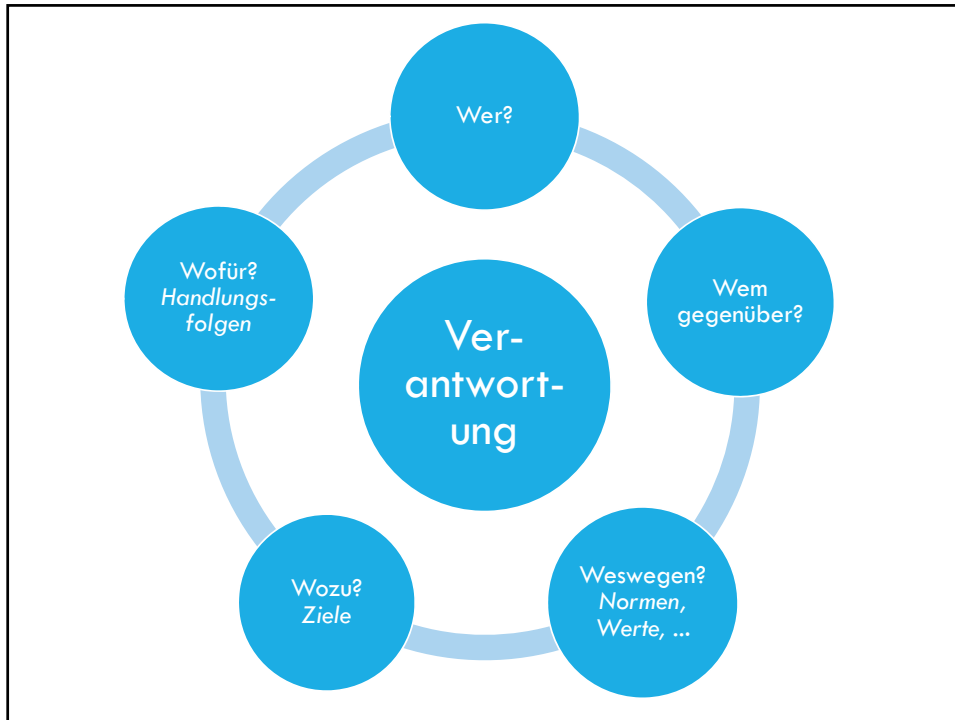 Wer?
Wem
gegenüber?
Weswegen?
Normen,
Werte, ...
Wozu?
Ziele
Wofür?
Handlungs-
folgen
Ver-
antwort-
ung